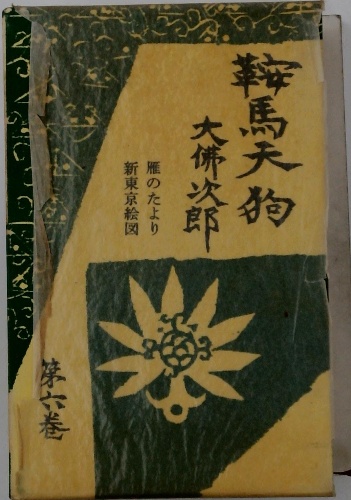 鞍馬天狗
大佛次郎
雁のたより
新東京絵図
第六巻